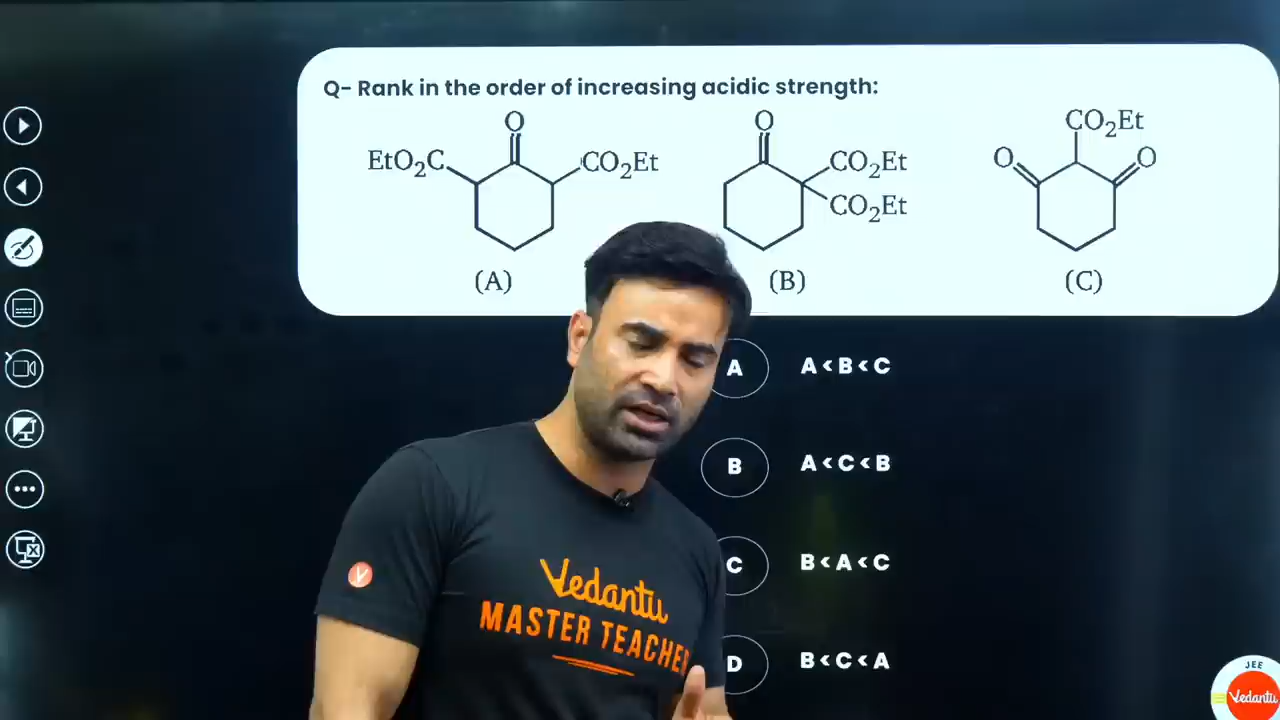 Q- Rank in the order of increasing acidic strength:
O
EtO₂C
CO₂Et
(A)
O
CO₂Et
CO₂Et
(B)
CO₂Et
O
O
(C)
A
A < B < C
B
A < C < B
C
B < A < C
D
B < C < A
Vedantu
MASTER TEACHER
V
JEE
Vedantu